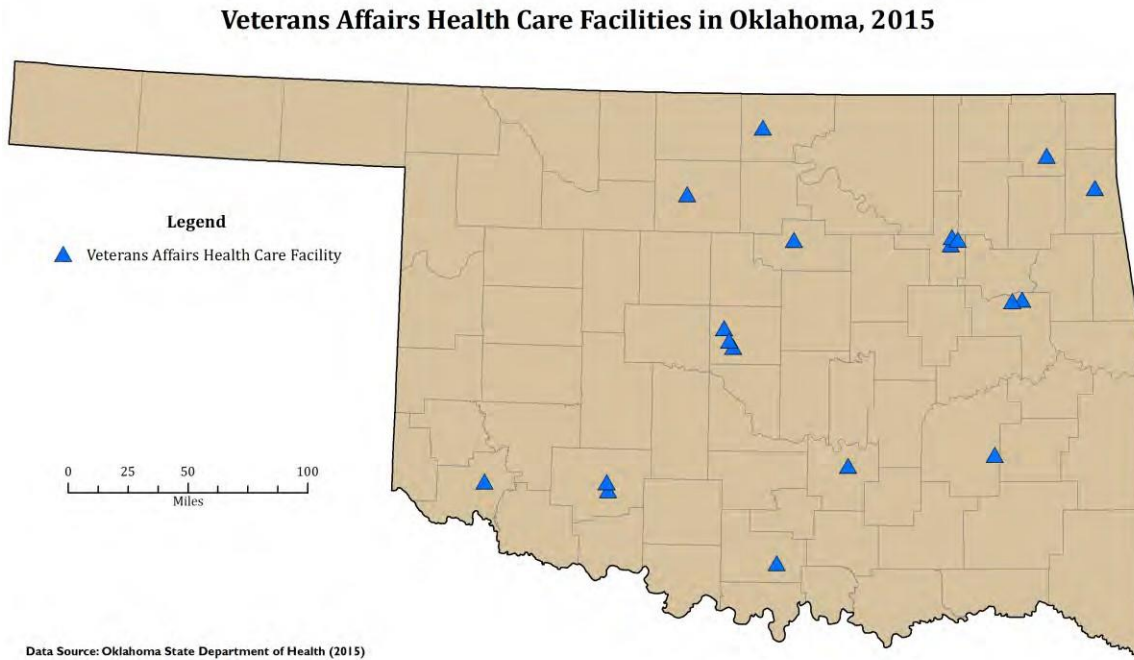 Veterans Affairs Health Care Facilities in Oklahoma, 2015
Legend
Veterans Affairs Health Care Facility
0 25 50 100
Miles
Data Source: Oklahoma State Department of Health (2015)